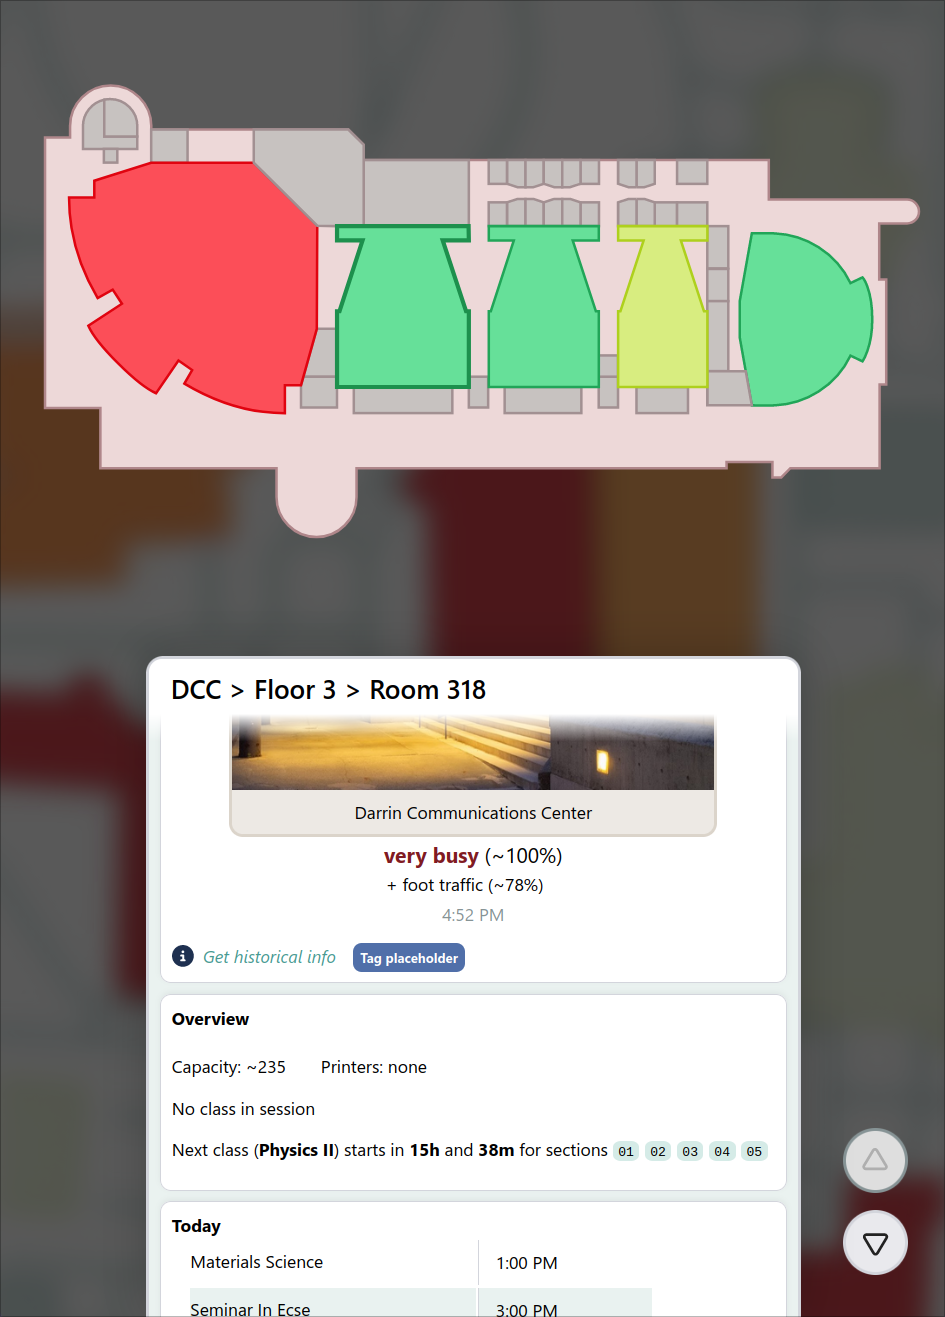 DCC > Floor 3 > Room 318
Darrin Communications Center
very busy (~100%)
+ foot traffic (~78%)
4:52 PM
Get historical info Tag placeholder
Overview
Capacity: ~235 Printers: none
No class in session
Next class (Physics II) starts in 15h and 38m for sections 01 02 03 04 05
Today
Materials Science 1:00 PM
Seminar In Ecse 3:00 PM